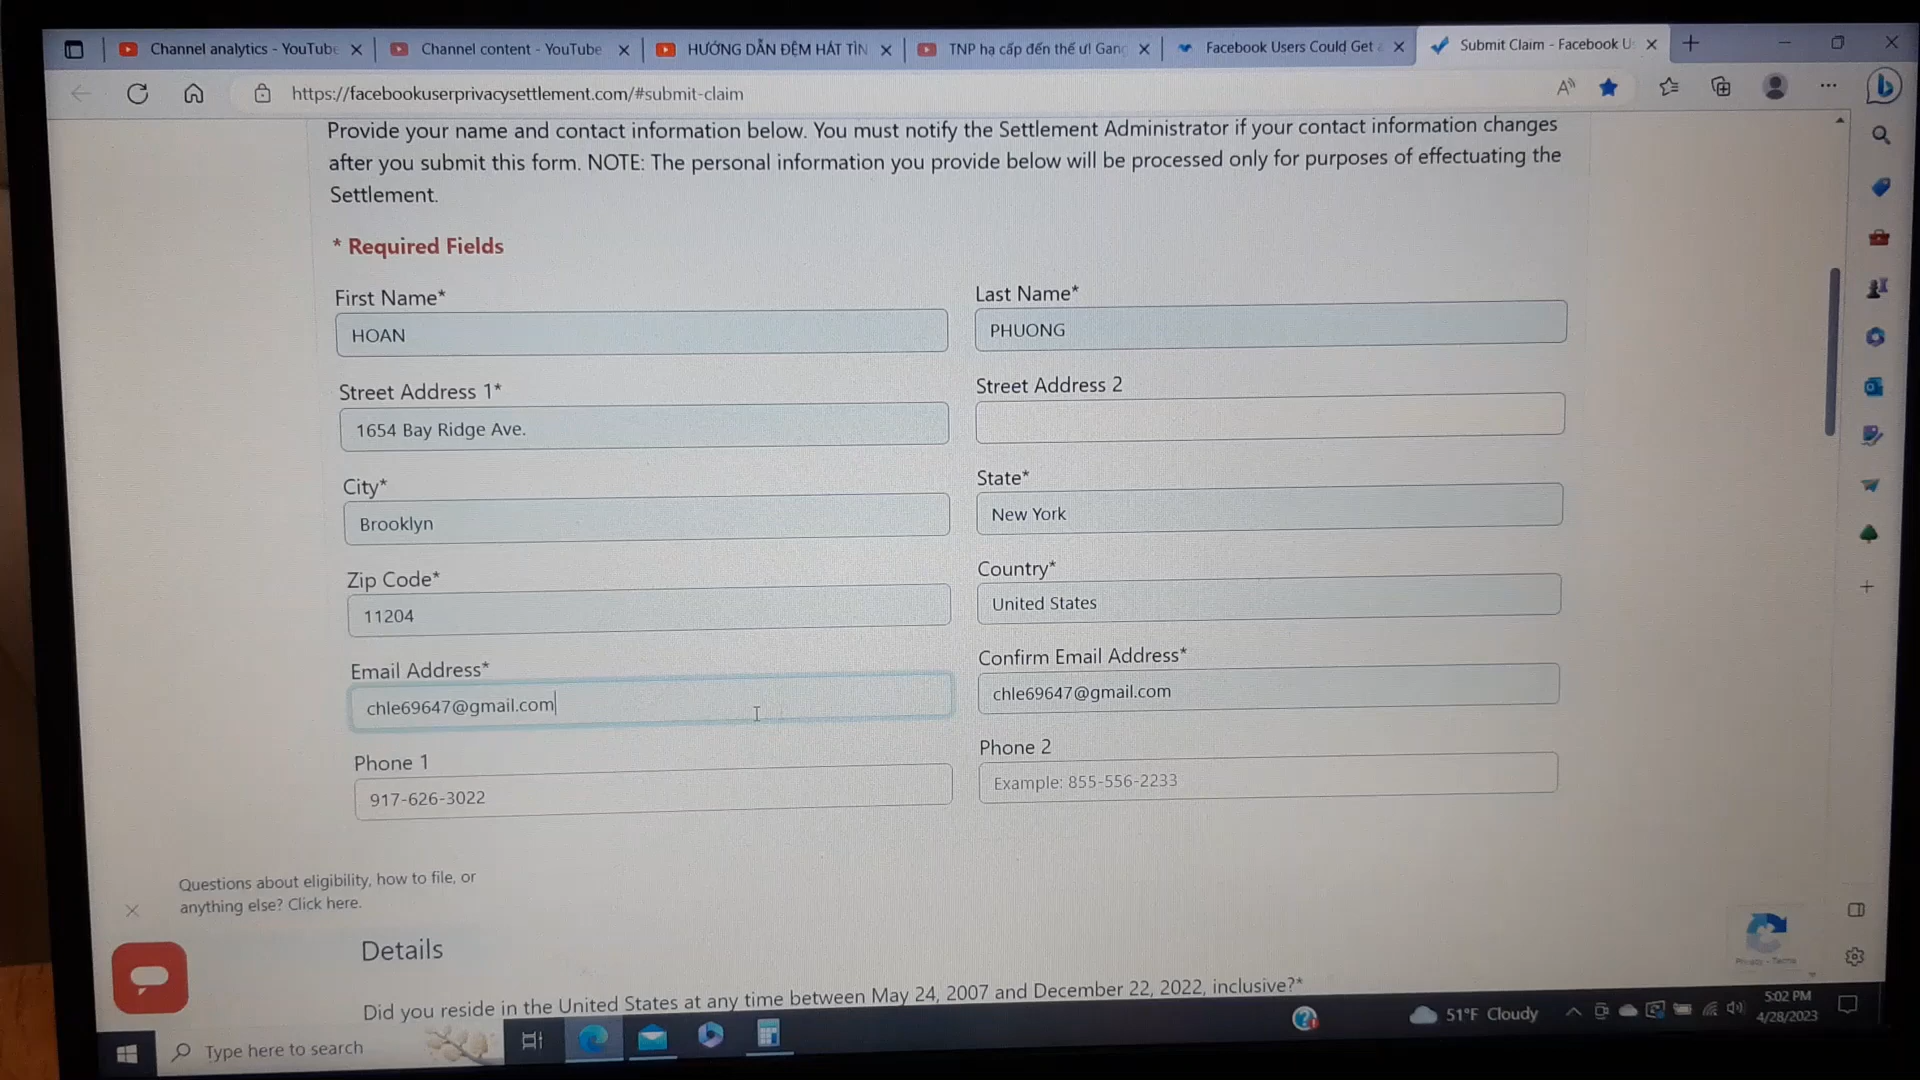 Channel analytics - YouTube
Channel content - YouTube
HƯỚNG DẪN ĐỆM HÁT TÌN
TNP hạ cấp đến thế ư! Gang
Facebook Users Could Get
Submit Claim - Facebook U
https://facebookuserprivacysettlement.com/#submit-claim
Provide your name and contact information below. You must notify the Settlement Administrator if your contact information changes
after you submit this form. NOTE: The personal information you provide below will be processed only for purposes of effectuating the
Settlement.
* Required Fields
First Name*
Last Name*
HOAN
PHUONG
Street Address 1*
Street Address 2
1654 Bay Ridge Ave.
City*
State*
Brooklyn
New York
Zip Code*
Country*
11204
United States
Email Address*
Confirm Email Address*
chle69647@gmail.com
chle69647@gmail.com
Phone 1
Phone 2
917-626-3022
Example: 855-556-2233
Questions about eligibility, how to file, or
anything else? Click here.
Privacy - Terms
Details
Did you reside in the United States at any time between May 24, 2007 and December 22, 2022, inclusive?*
Type here to search
51°F Cloudy
5:02 PM
4/28/2023